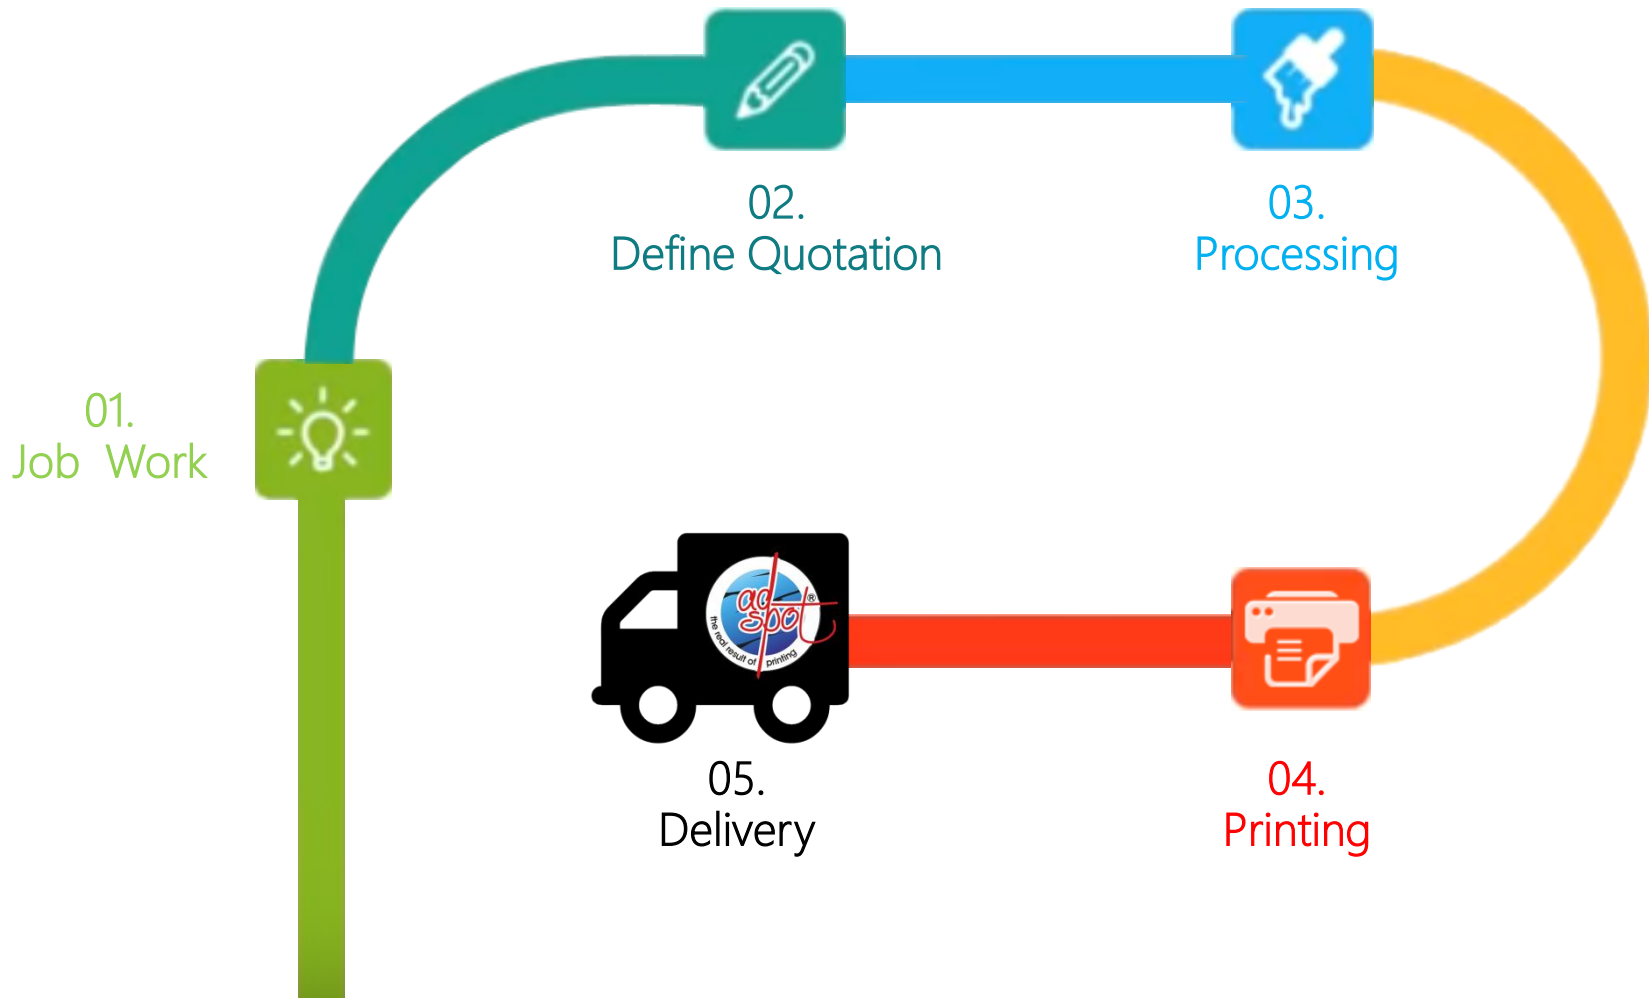 01.
Job  Work
02.
Define Quotation
03.
Processing
04.
Printing
05.
Delivery
ad
spot®
the real result of printing